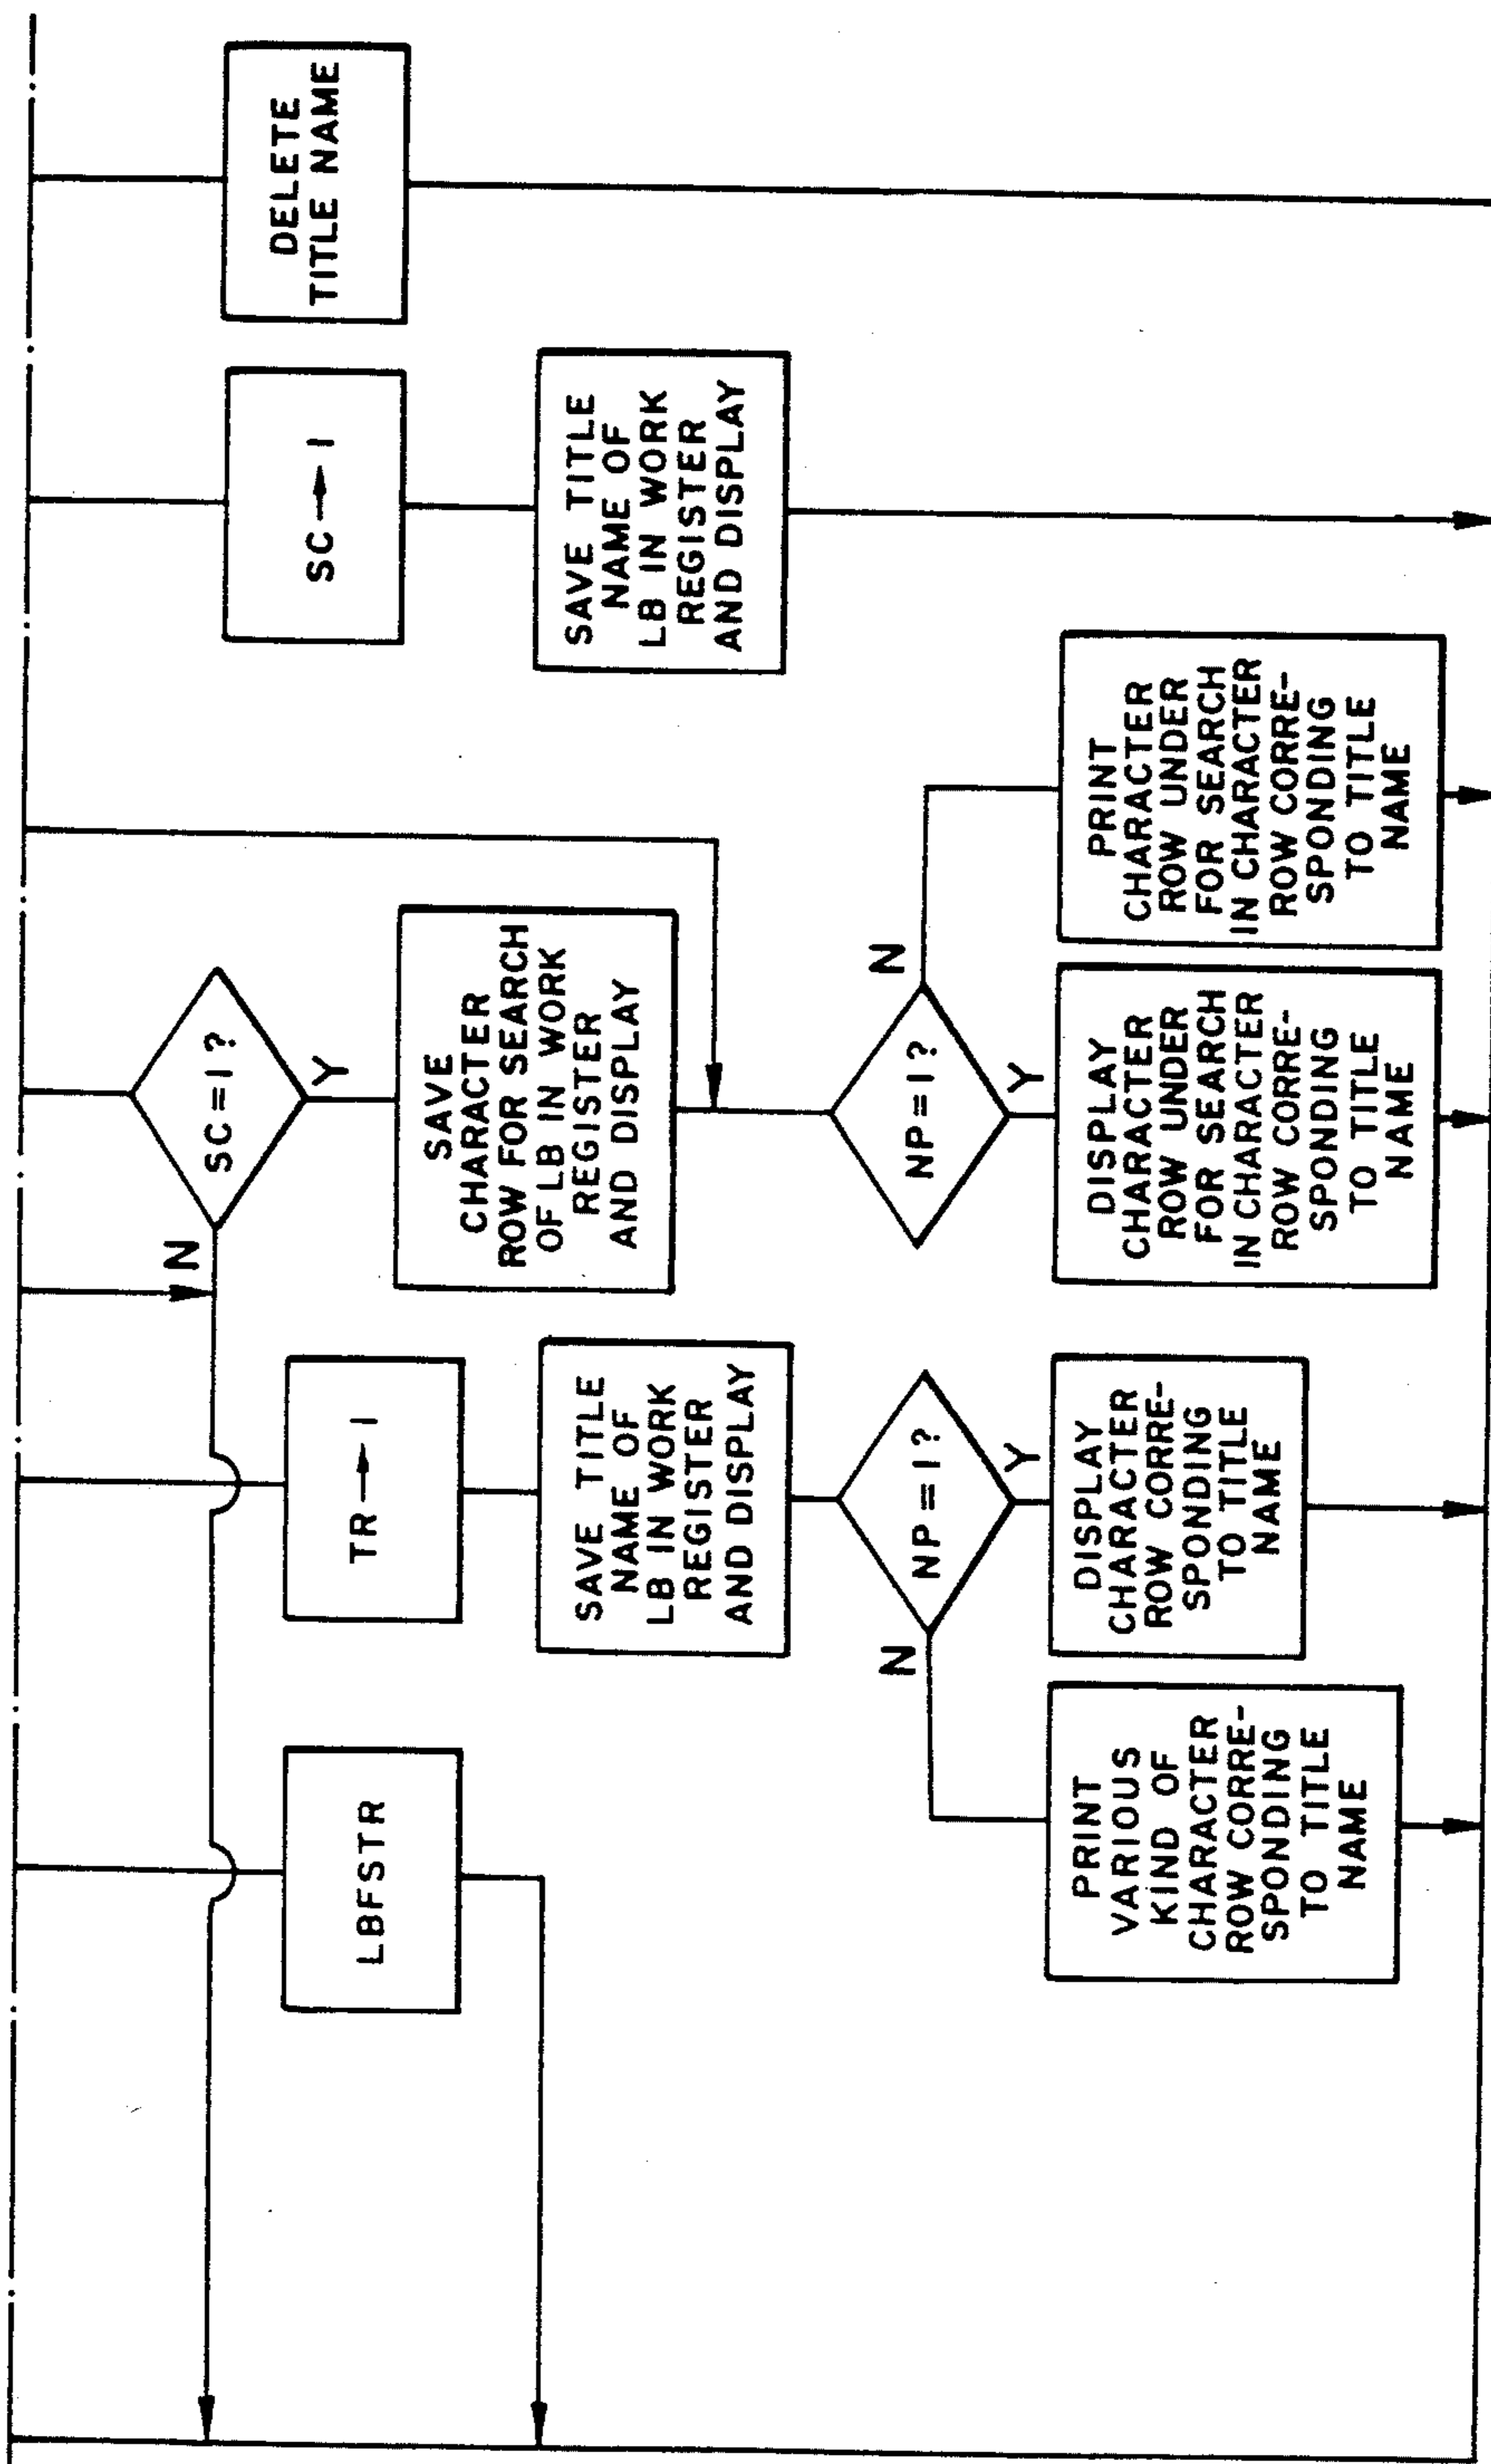 LBFSTR
TR→1
SAVE TITLE
NAME OF
LB IN WORK
REGISTER
AND DISPLAY
NP=1?
N
Y
PRINT
VARIOUS
KIND OF
CHARACTER
ROW CORRE-
SPONDING
TO TITLE
NAME
DISPLAY
CHARACTER
ROW CORRE-
SPONDING
TO TITLE
NAME
SC=1?
N
Y
SAVE
CHARACTER
ROW FOR SEARCH
OF LB IN WORK
REGISTER
AND DISPLAY
NP=1?
N
Y
DISPLAY
CHARACTER
ROW UNDER
FOR SEARCH
IN CHARACTER
ROW CORRE-
SPONDING
TO TITLE
NAME
PRINT
CHARACTER
ROW UNDER
FOR SEARCH
IN CHARACTER
ROW CORRE-
SPONDING
TO TITLE
NAME
SC→1
SAVE TITLE
NAME OF
LB IN WORK
REGISTER
AND DISPLAY
DELETE
TITLE NAME